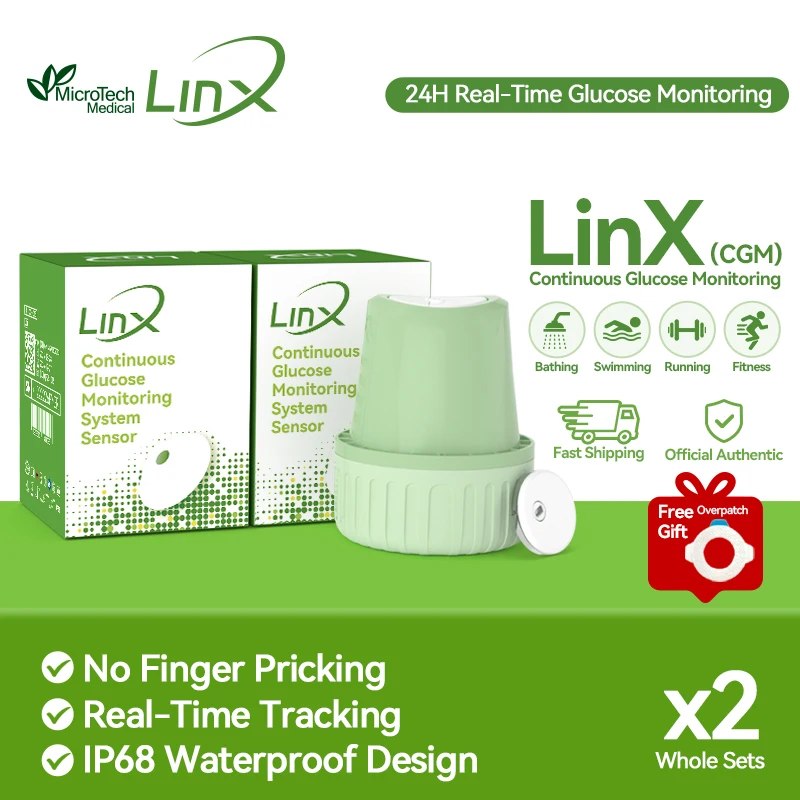 MicroTech
Medical
LinX
24H Real-Time Glucose Monitoring
LinX (CGM)
Continuous Glucose Monitoring
Bathing
Swimming
Running
Fitness
Fast Shipping
Official Authentic
LinX
Continuous
Glucose
Monitoring
System
Sensor
LinX
Continuous
Glucose
Monitoring
System
Sensor
Free
Gift
Overpatch
No Finger Pricking
Real-Time Tracking
IP68 Waterproof Design
x2
Whole Sets